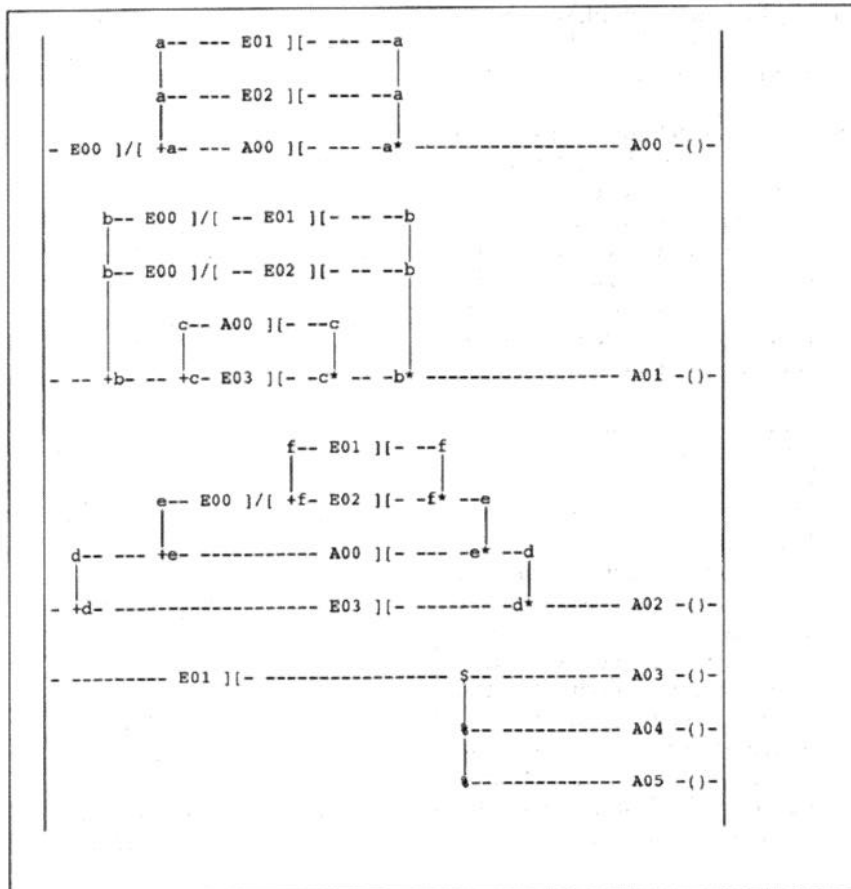 a-- --- E01 ][- ---- --a
a-- --- E02 ][- ---- --a
- E00 ]/[ +a- --- A00 ][- ---- -a* ---------------- A00 -()-
b-- E00 ]/[ -- E01 ][- -- --b
b-- E00 ]/[ -- E02 ][- ---- --b
c-- A00 ][- --c
-- --- +b-- -- +c- E03 ][- -c* -- -b* --------------- A01 -()-
f-- E01 ][- --f
e-- E00 ]/[ +f- E02 ][- -f* --e
d-- --- +e- ----------- A00 ][- ---- -e* --d
- +d- ------------------ E03 ][- --------- -d* ------- A02 -()-
- --------- E01 ][- --------------- S-- --------- A03 -()-
-- --------- A04 -()-
-- --------- A05 -()-